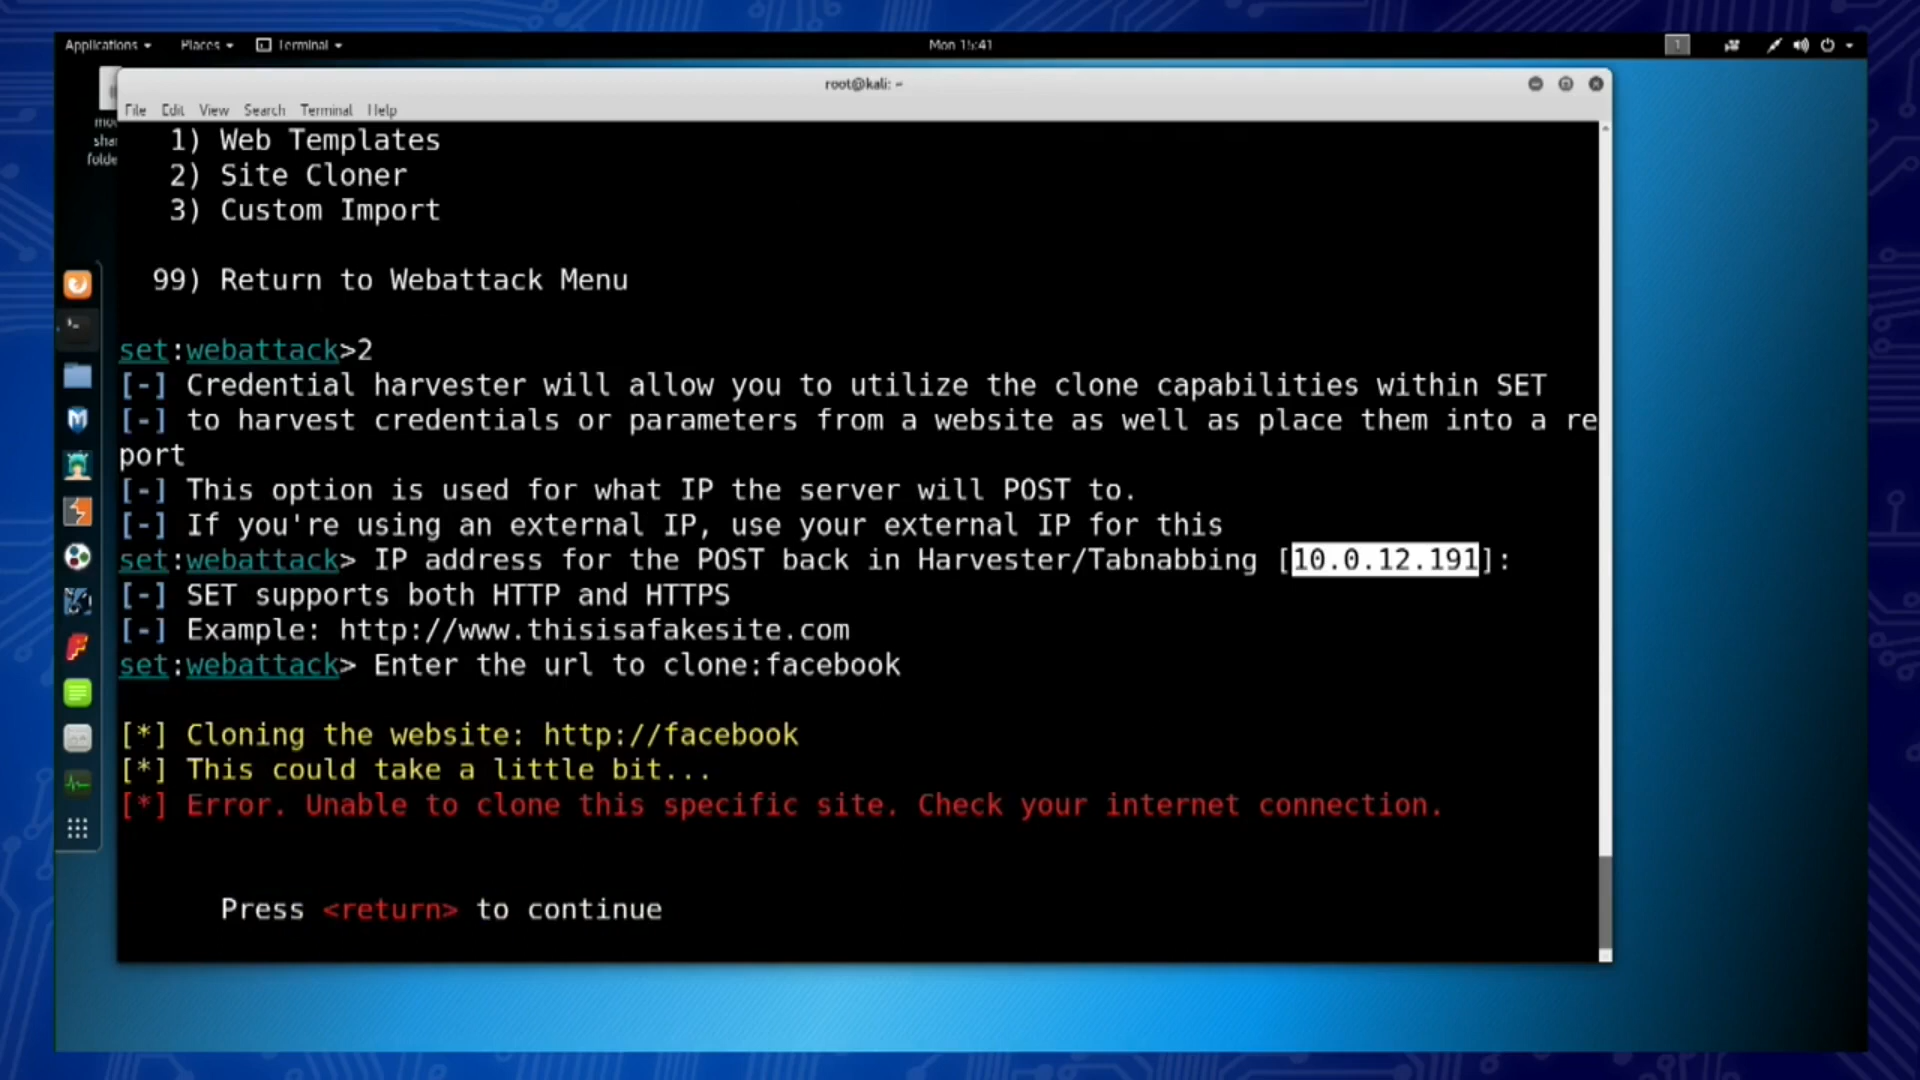 Applications Places Terminal Mon 15:41 1
root@kali: ~
File Edit View Search Terminal Help
shar
folde
1) Web Templates
2) Site Cloner
3) Custom Import
99) Return to Webattack Menu
set:webattack>2
[-] Credential harvester will allow you to utilize the clone capabilities within SET
[-] to harvest credentials or parameters from a website as well as place them into a re
port
[-] This option is used for what IP the server will POST to.
[-] If you're using an external IP, use your external IP for this
set:webattack> IP address for the POST back in Harvester/Tabnabbing [10.0.12.191]:
[-] SET supports both HTTP and HTTPS
[-] Example: http://www.thisisafakesite.com
set:webattack> Enter the url to clone:facebook
[*] Cloning the website: http://facebook
[*] This could take a little bit...
[*] Error. Unable to clone this specific site. Check your internet connection.
Press <return> to continue